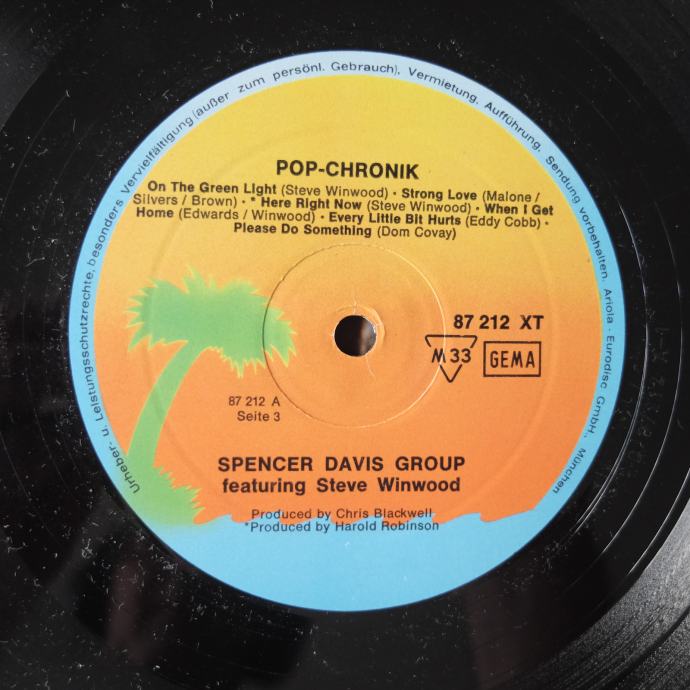 Urheber- u. Leistungsschutzrechte, besonders Vervielfältigung (außer zum persönl. Gebrauch), Vermietung, Aufführung, Sendung vorbehalten. Ariola - Eurodisc GmbH., München
POP-CHRONIK
On The Green Light (Steve Winwood) · Strong Love (Malone /
Silvers / Brown) · * Here Right Now (Steve Winwood) · When I Get
Home (Edwards / Winwood) · Every Little Bit Hurts (Eddy Cobb) ·
Please Do Something (Dom Covay)
87 212 XT
M 33 GEMA
87 212 A
Seite 3
SPENCER DAVIS GROUP
featuring Steve Winwood
Produced by Chris Blackwell
*Produced by Harold Robinson